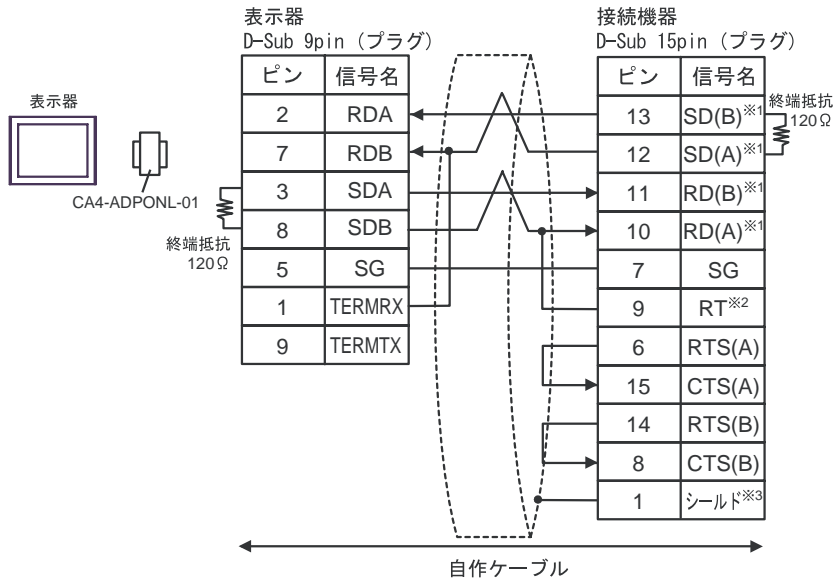 表示器
D-Sub 9pin (プラグ)
接続機器
D-Sub 15pin (プラグ)
表示器
CA4-ADPONL-01
終端抵抗
120Ω
ピン 信号名
2 RDA
7 RDB
3 SDA
8 SDB
5 SG
1 TERMRX
9 TERMTX
ピン 信号名
13 SD(B)※1
12 SD(A)※1
11 RD(B)※1
10 RD(A)※1
7 SG
9 RT※2
6 RTS(A)
15 CTS(A)
14 RTS(B)
8 CTS(B)
1 シールド※3
終端抵抗
120Ω
自作ケーブル